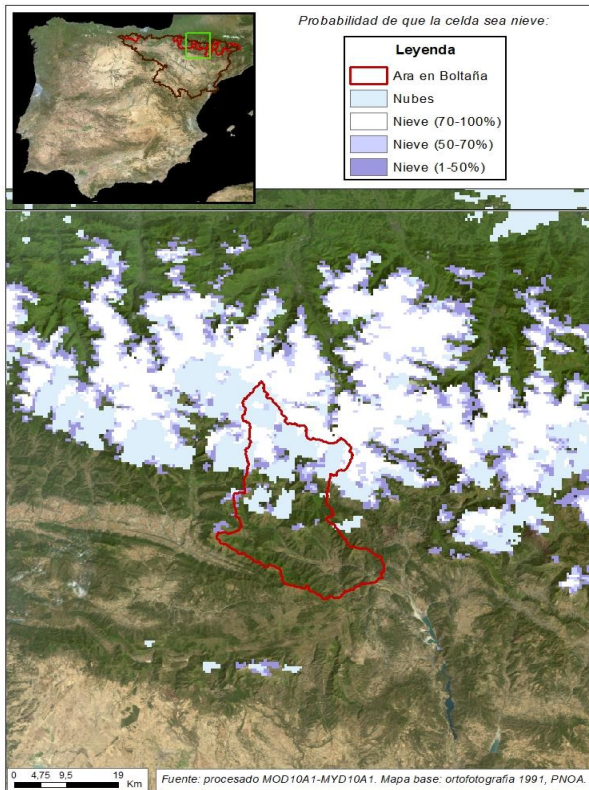 Probabilidad de que la celda sea nieve:
Leyenda
Ara en Boltaña
Nubes
Nieve (70-100%)
Nieve (50-70%)
Nieve (1-50%)
0 4,75 9,5 19
Km
Fuente: procesado MOD10A1-MYD10A1. Mapa base: ortofotografia 1991, PNOA.